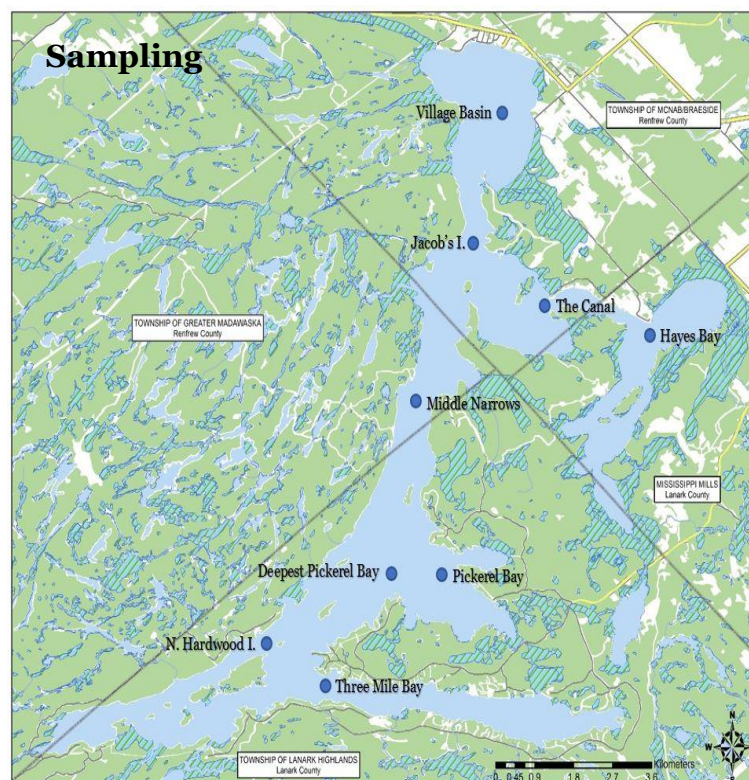 Sampling
Village Basin
TOWNSHIP OF MCNAB/BRAESIDE
Renfrew County
Jacob's I.
The Canal
TOWNSHIP OF GREATER MADAWASKA
Renfrew County
Hayes Bay
Middle Narrows
MISSISSIPPI MILLS
Lanark County
Deepest Pickerel Bay
Pickerel Bay
N. Hardwood I.
Three Mile Bay
N
W
E
S
TOWNSHIP OF LANARK HIGHLANDS
Lanark County
Kilometers
0 0.45 0.9 1.8 2.7 3.6